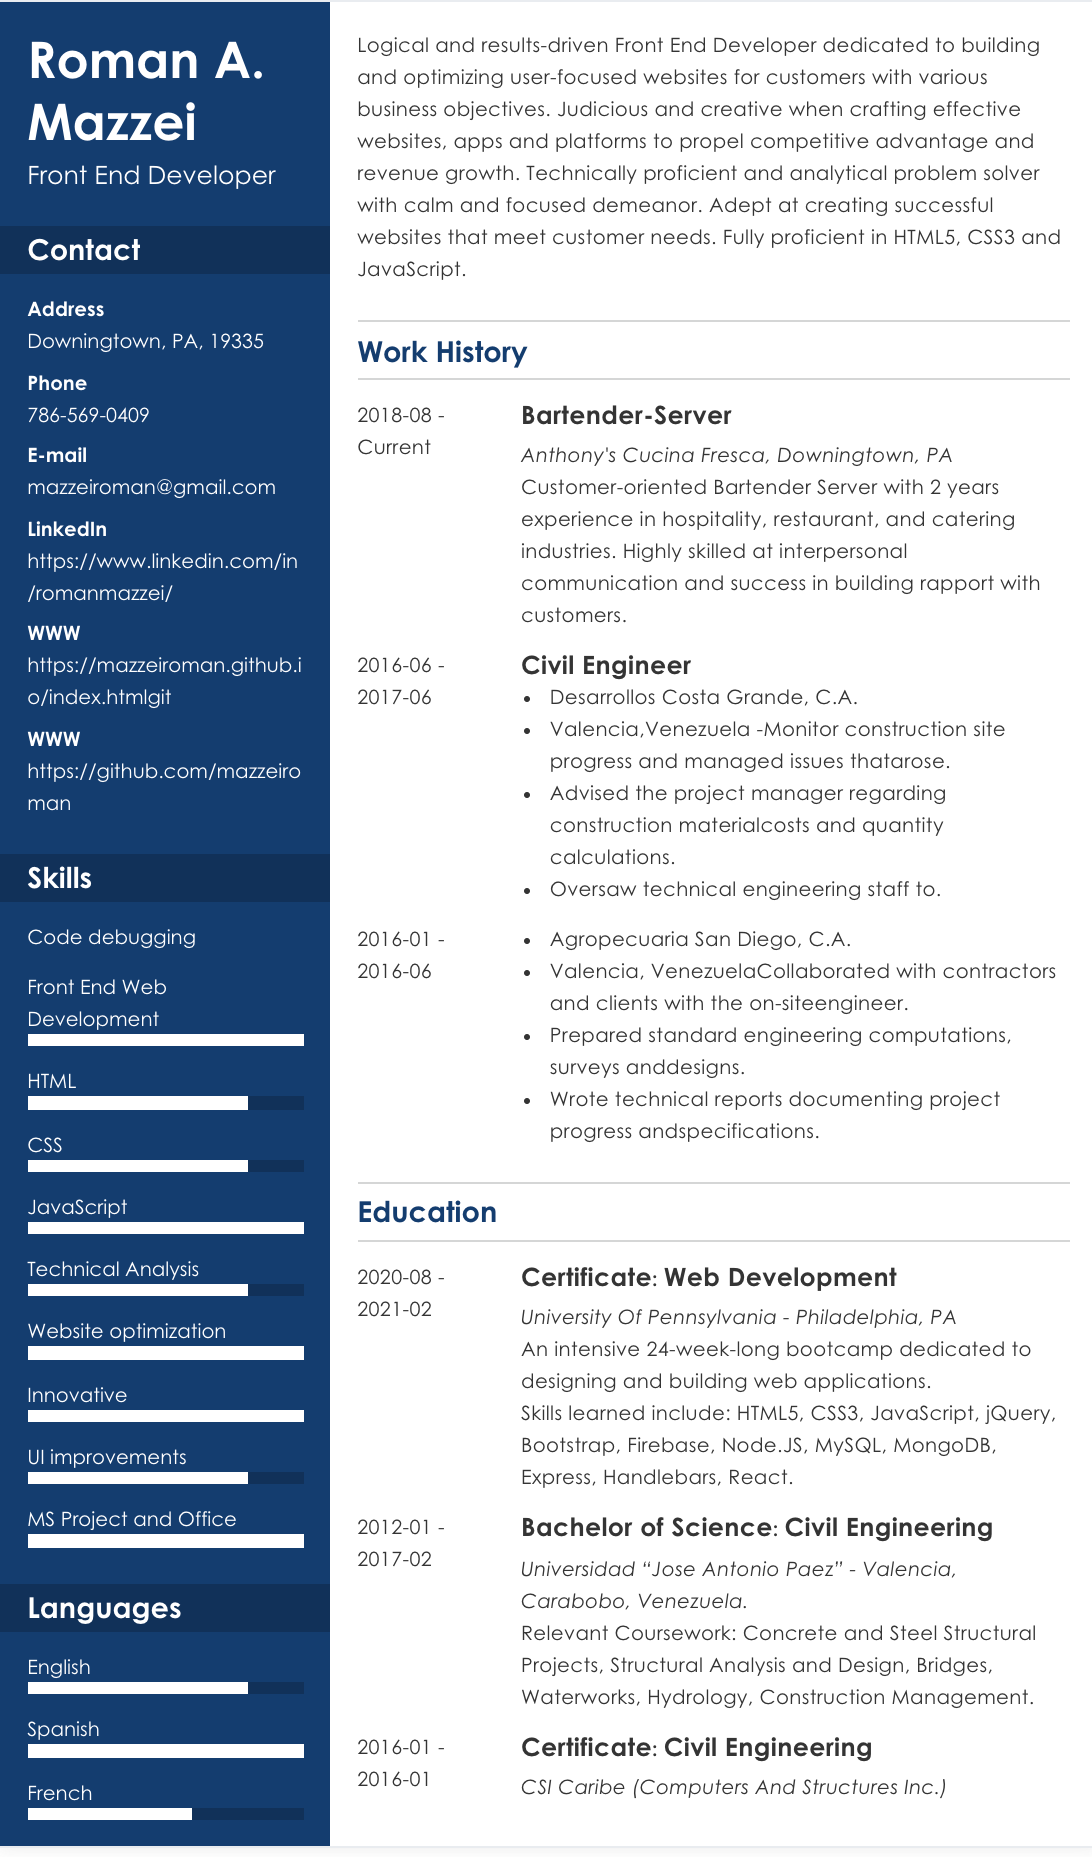 Roman A.
Mazzei
Front End Developer
Contact
Address
Downingtown, PA, 19335
Phone
786-569-0409
E-mail
mazzeiroman@gmail.com
LinkedIn
https://www.linkedin.com/in
/romanmazzei/
WWW
https://mazzeiroman.github.i
o/index.htmlgit
WWW
https://github.com/mazzeiro
man
Skills
Code debugging
Front End Web
Development
HTML
CSS
JavaScript
Technical Analysis
Website optimization
Innovative
UI improvements
MS Project and Office
Languages
English
Spanish
French
Logical and results-driven Front End Developer dedicated to building
and optimizing user-focused websites for customers with various
business objectives. Judicious and creative when crafting effective
websites, apps and platforms to propel competitive advantage and
revenue growth. Technically proficient and analytical problem solver
with calm and focused demeanor. Adept at creating successful
websites that meet customer needs. Fully proficient in HTML5, CSS3 and
JavaScript.
Work History
2018-08 -
Current
Bartender-Server
Anthony's Cucina Fresca, Downingtown, PA
Customer-oriented Bartender Server with 2 years
experience in hospitality, restaurant, and catering
industries. Highly skilled at interpersonal
communication and success in building rapport with
customers.
2016-06 -
2017-06
Civil Engineer
• Desarrollos Costa Grande, C.A.
• Valencia,Venezuela -Monitor construction site
progress and managed issues thatarose.
• Advised the project manager regarding
construction materialcosts and quantity
calculations.
• Oversaw technical engineering staff to.
2016-01 -
2016-06
• Agropecuaria San Diego, C.A.
• Valencia, VenezuelaCollaborated with contractors
and clients with the on-siteengineer.
• Prepared standard engineering computations,
surveys anddesigns.
• Wrote technical reports documenting project
progress andspecifications.
Education
2020-08 -
2021-02
Certificate: Web Development
University Of Pennsylvania - Philadelphia, PA
An intensive 24-week-long bootcamp dedicated to
designing and building web applications.
Skills learned include: HTML5, CSS3, JavaScript, jQuery,
Bootstrap, Firebase, Node.JS, MySQL, MongoDB,
Express, Handlebars, React.
2012-01 -
2017-02
Bachelor of Science: Civil Engineering
Universidad “Jose Antonio Paez” - Valencia,
Carabobo, Venezuela.
Relevant Coursework: Concrete and Steel Structural
Projects, Structural Analysis and Design, Bridges,
Waterworks, Hydrology, Construction Management.
2016-01 -
2016-01
Certificate: Civil Engineering
CSI Caribe (Computers And Structures Inc.)